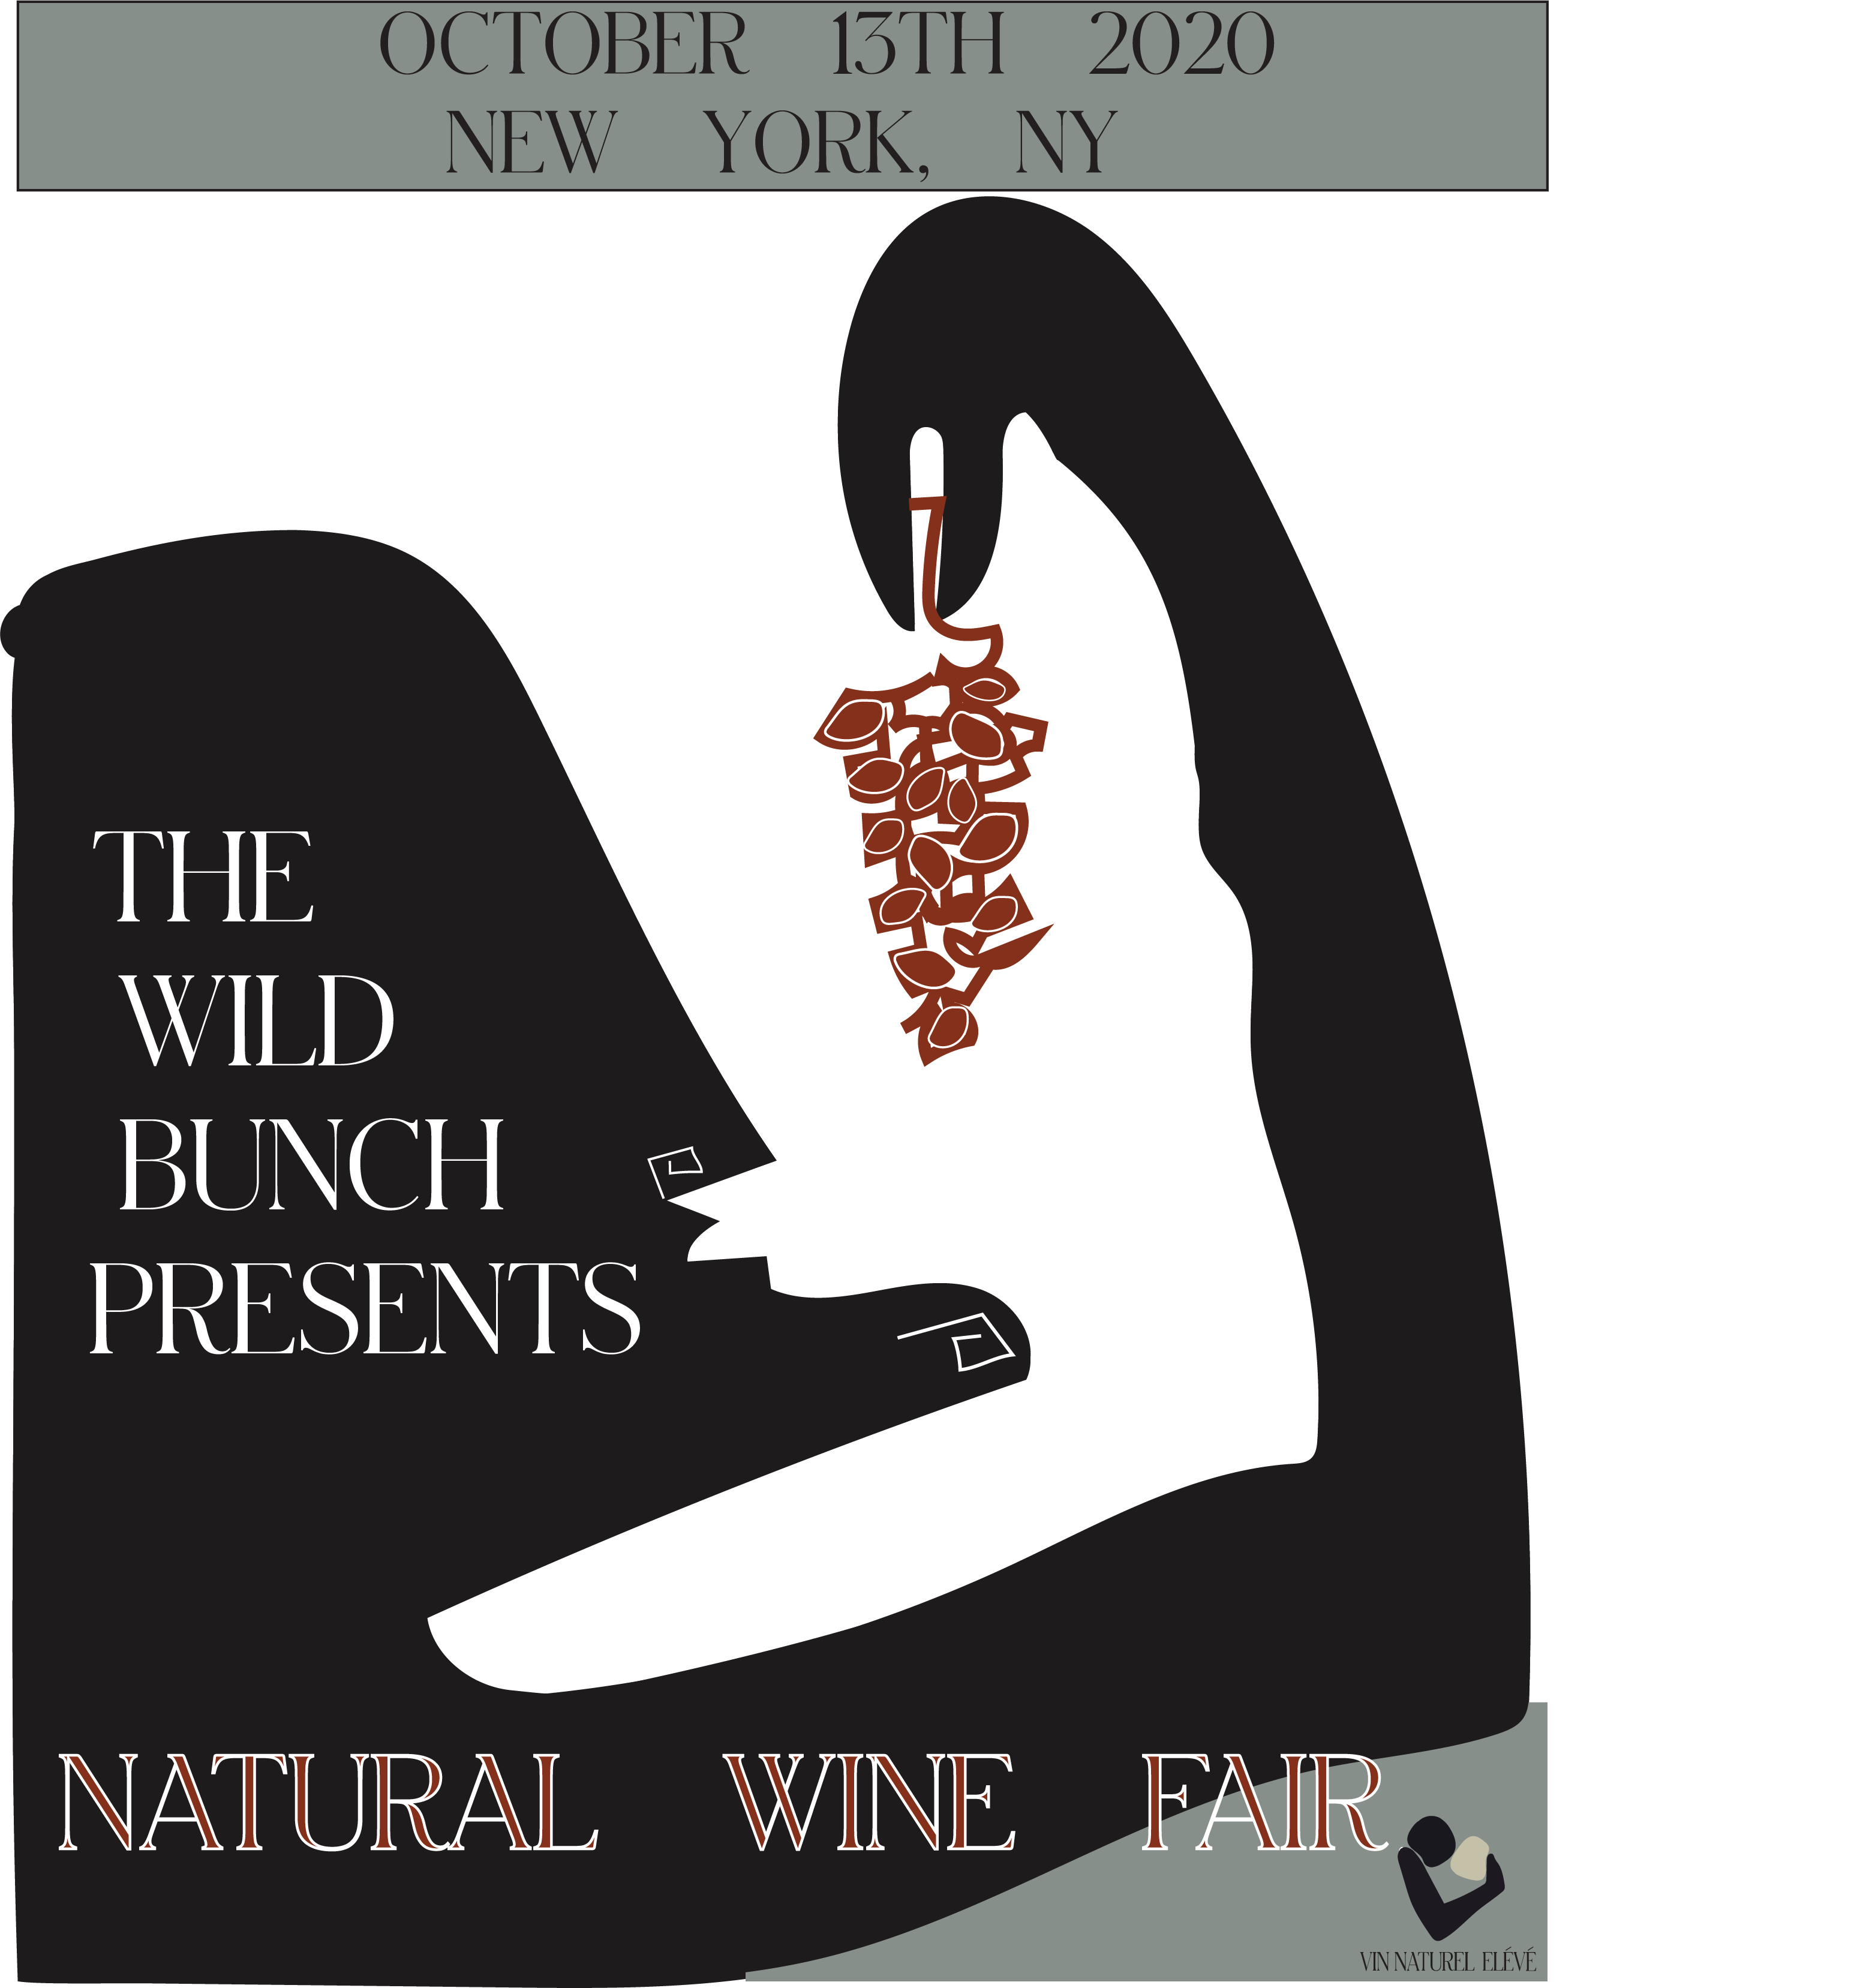 OCTOBER 13TH 2020
NEW YORK, NY
THE
WILD
BUNCH
PRESENTS
NATURAL WINE FAIR
VIN NATUREL ELÉVÉ